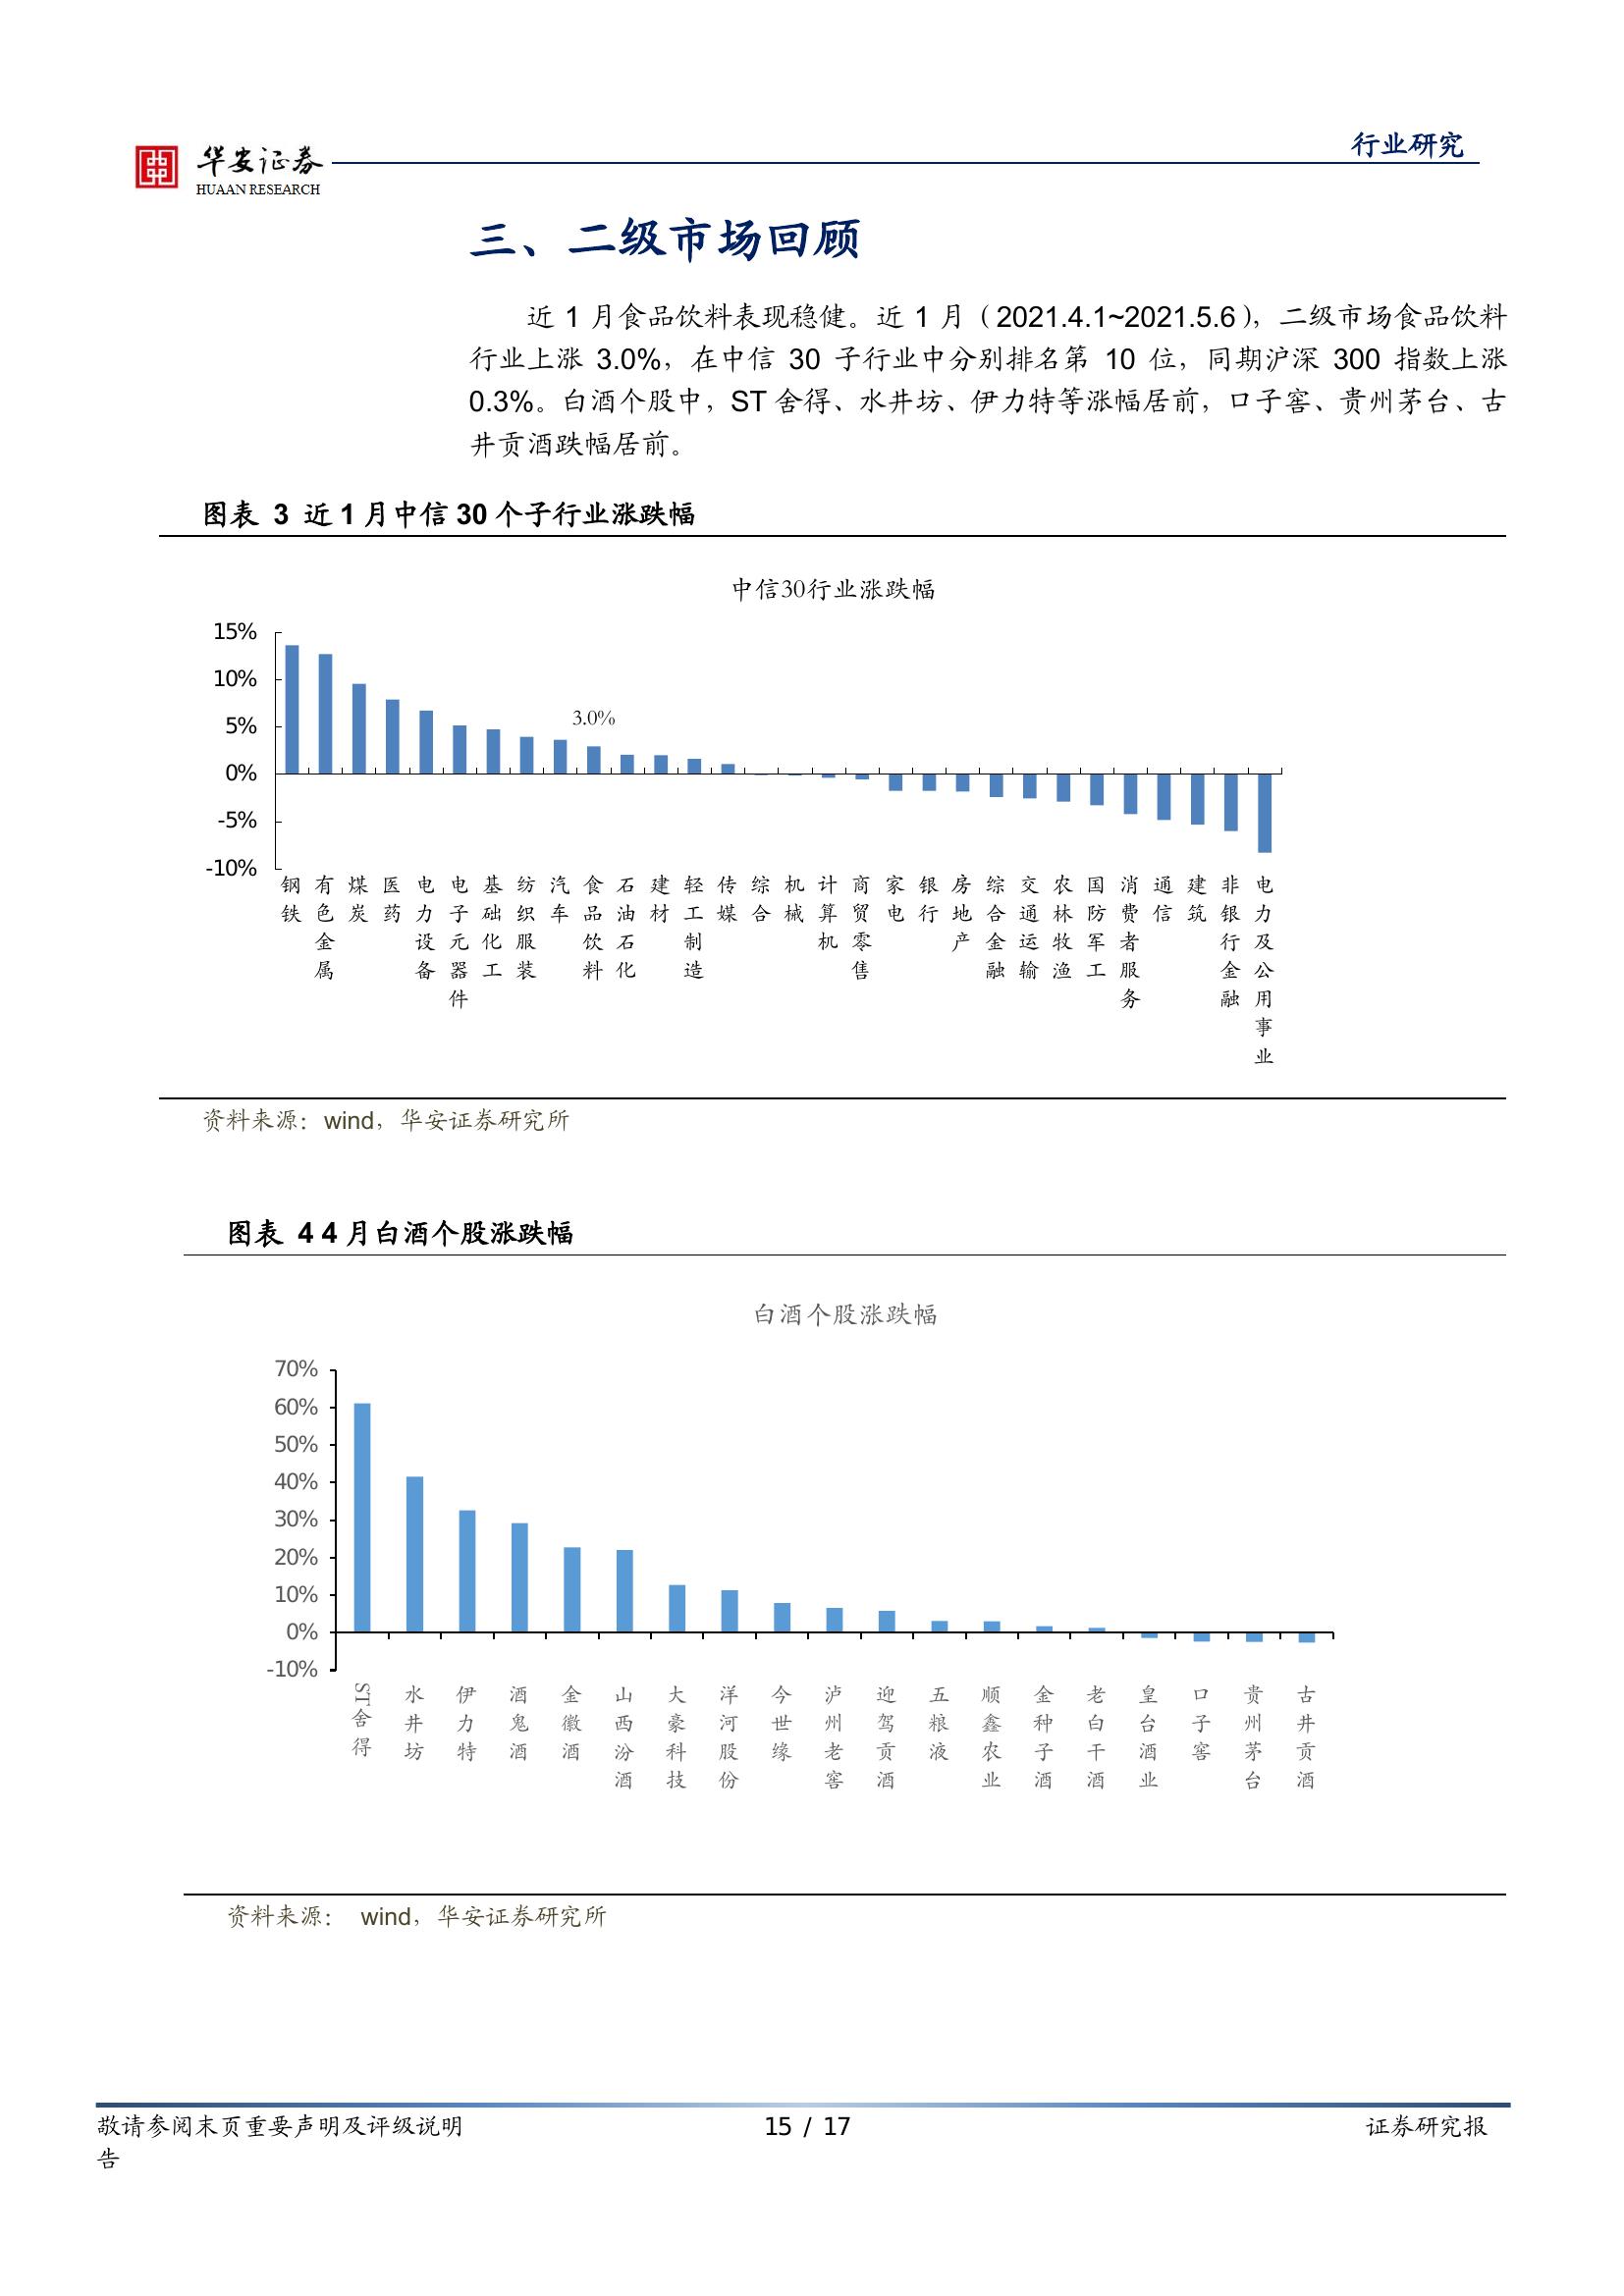 行业研究
华安证券
HUAAN RESEARCH
三、二级市场回顾
近 1 月食品饮料表现稳健。近 1 月（2021.4.1~2021.5.6），二级市场食品饮料
行业上涨 3.0%，在中信 30 子行业中分别排名第 10 位，同期沪深 300 指数上涨
0.3%。白酒个股中，ST 舍得、水井坊、伊力特等涨幅居前，口子窖、贵州茅台、古
井贡酒跌幅居前。
图表 3 近 1 月中信 30 个子行业涨跌幅
中信30行业涨跌幅
15%
10%
5%
0%
-5%
-10%
3.0%
钢铁
有色金属
煤炭
医药
电力设备
电子元器件
基础化工
纺织服装
汽车
食品饮料
石油石化
建材
轻工制造
传媒
综合
机械
计算机
商贸零售
家电
银行
房地产
综合金融
交通运输
农林牧渔
国防军工
消费者服务
通信
建筑
非银行金融
电力及公用事业
资料来源：wind，华安证券研究所
图表 4 4 月白酒个股涨跌幅
白酒个股涨跌幅
70%
60%
50%
40%
30%
20%
10%
0%
-10%
ST舍得
水井坊
伊力特
酒鬼酒
金徽酒
山西汾酒
大豪科技
洋河股份
今世缘
泸州老窖
迎驾贡酒
五粮液
顺鑫农业
金种子酒
老白干酒
皇台酒业
口子窖
贵州茅台
古井贡酒
资料来源： wind，华安证券研究所
敬请参阅末页重要声明及评级说明 15 / 17 证券研究报
告